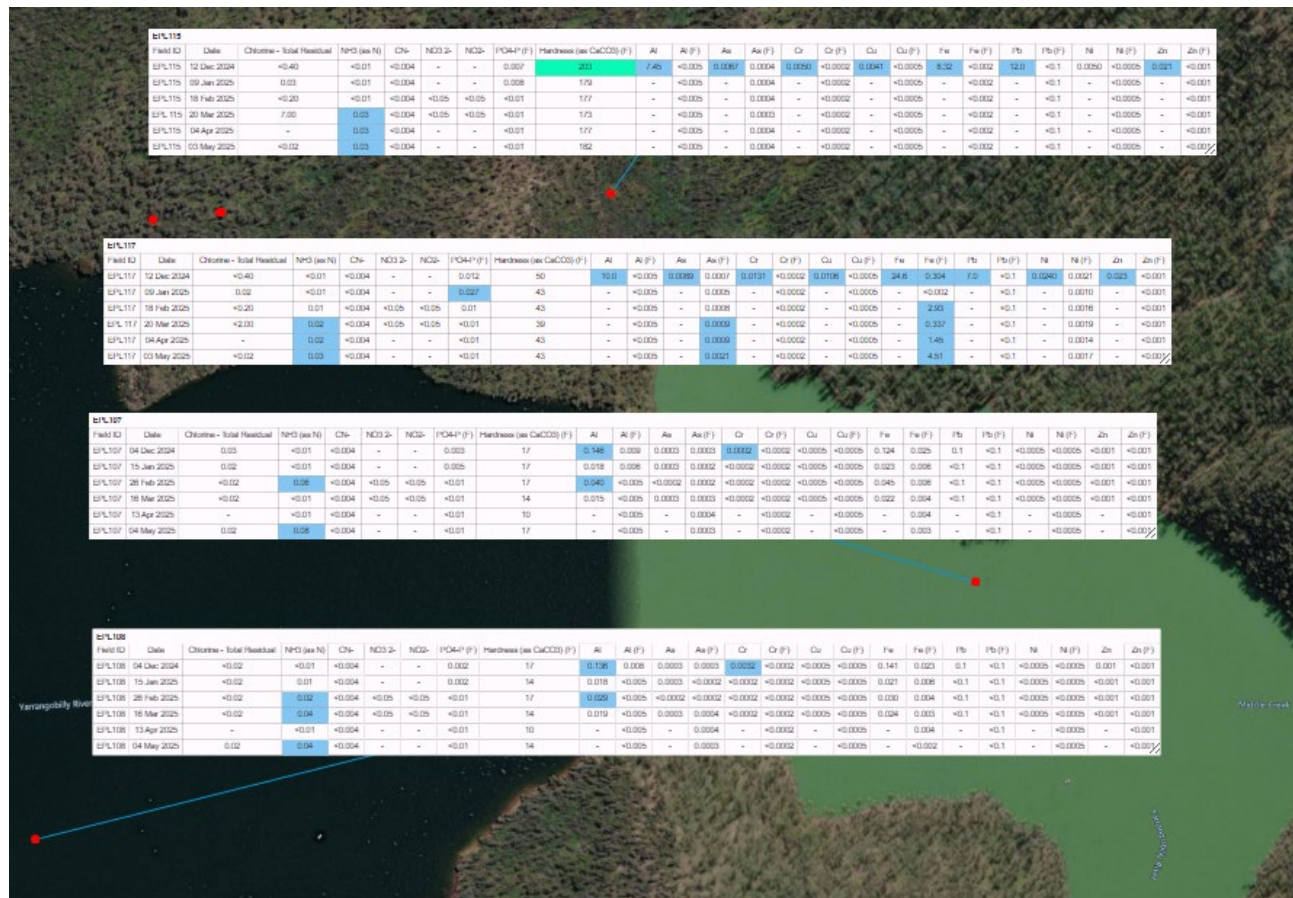 EPL115
Field ID Date Chlorine - Total Residual NH3 (as N) CN- NO3 2- NO2- PO4-P (F) Hardness (as CaCO3) (F) Al Al (F) As As (F) Cr Cr (F) Cu Cu (F) Fe Fe (F) Pb Pb (F) Ni Ni (F) Zn Zn (F)
EPL115 12 Dec 2024 <0.40 <0.01 <0.004 - - 0.007 203 7.45 <0.005 0.0067 0.0004 0.0050 <0.0002 0.0041 <0.0005 8.32 <0.002 12.0 <0.1 0.0050 <0.0005 0.021 <0.001
EPL115 09 Jan 2025 0.03 <0.01 <0.004 - - 0.008 179 - <0.005 - 0.0004 - <0.0002 - <0.0005 - <0.002 - <0.1 - <0.0005 - <0.001
EPL115 18 Feb 2025 <0.20 <0.01 <0.004 <0.05 <0.05 <0.01 177 - <0.005 - 0.0004 - <0.0002 - <0.0005 - <0.002 - <0.1 - <0.0005 - <0.001
EPL 115 20 Mar 2025 7.00 0.03 <0.004 <0.05 <0.05 <0.01 173 - <0.005 - 0.0003 - <0.0002 - <0.0005 - <0.002 - <0.1 - <0.0005 - <0.001
EPL115 04 Apr 2025 - 0.03 <0.004 - - <0.01 177 - <0.005 - 0.0004 - <0.0002 - <0.0005 - <0.002 - <0.1 - <0.0005 - <0.001
EPL115 03 May 2025 <0.02 0.03 <0.004 - - <0.01 182 - <0.005 - 0.0004 - <0.0002 - <0.0005 - <0.002 - <0.1 - <0.0005 - <0.001
EPL117
Field ID Date Chlorine - Total Residual NH3 (as N) CN- NO3 2- NO2- PO4-P (F) Hardness (as CaCO3) (F) Al Al (F) As As (F) Cr Cr (F) Cu Cu (F) Fe Fe (F) Pb Pb (F) Ni Ni (F) Zn Zn (F)
EPL117 12 Dec 2024 <0.40 <0.01 <0.004 - - 0.012 50 10.0 <0.005 0.0089 0.0007 0.0131 <0.0002 0.0106 <0.0005 24.6 0.304 7.0 <0.1 0.0240 0.0021 0.023 <0.001
EPL117 09 Jan 2025 0.02 <0.01 <0.004 - - 0.027 43 - <0.005 - 0.0005 - <0.0002 - <0.0005 - <0.002 - <0.1 - 0.0016 - <0.001
EPL117 18 Feb 2025 <0.20 0.01 <0.004 <0.05 <0.05 0.01 43 - <0.005 - 0.0008 - <0.0002 - <0.0005 - 2.93 - <0.1 - 0.0016 - <0.001
EPL 117 20 Mar 2025 <2.00 0.02 <0.004 <0.05 <0.05 <0.01 39 - <0.005 - 0.0009 - <0.0002 - <0.0005 - 0.337 - <0.1 - 0.0019 - <0.001
EPL117 04 Apr 2025 - 0.02 <0.004 - - <0.01 43 - <0.005 - 0.0009 - <0.0002 - <0.0005 - 1.45 - <0.1 - 0.0014 - <0.001
EPL117 03 May 2025 <0.02 0.03 <0.004 - - <0.01 43 - <0.005 - 0.0021 - <0.0002 - <0.0005 - 4.51 - <0.1 - 0.0017 - <0.001
EPL107
Field ID Date Chlorine - Total Residual NH3 (as N) CN- NO3 2- NO2- PO4-P (F) Hardness (as CaCO3) (F) Al Al (F) As As (F) Cr Cr (F) Cu Cu (F) Fe Fe (F) Pb Pb (F) Ni Ni (F) Zn Zn (F)
EPL107 04 Dec 2024 0.03 <0.01 <0.004 - - 0.003 17 0.146 0.009 0.0003 0.0003 0.0002 <0.0002 <0.0005 <0.0005 0.124 0.025 0.1 <0.1 <0.0005 <0.0005 <0.001 <0.001
EPL107 15 Jan 2025 0.02 <0.01 <0.004 - - 0.005 17 0.018 0.006 0.0003 0.0002 <0.0002 <0.0002 <0.0005 <0.0005 0.023 0.006 <0.1 <0.1 <0.0005 <0.0005 <0.001 <0.001
EPL107 26 Feb 2025 <0.02 0.06 <0.004 <0.05 <0.05 <0.01 17 0.040 <0.005 <0.0002 0.0002 <0.0002 <0.0002 <0.0005 <0.0005 0.045 0.006 <0.1 <0.1 <0.0005 <0.0005 <0.001 <0.001
EPL107 16 Mar 2025 <0.02 <0.01 <0.004 <0.05 <0.05 <0.01 14 0.015 <0.005 0.0003 0.0003 <0.0002 <0.0002 <0.0005 <0.0005 0.022 0.004 <0.1 <0.1 <0.0005 <0.0005 <0.001 <0.001
EPL107 13 Apr 2025 - <0.01 <0.004 - - <0.01 10 - <0.005 - 0.0004 - <0.0002 - <0.0005 - 0.004 - <0.1 - <0.0005 - <0.001
EPL107 04 May 2025 0.02 0.06 <0.004 - - <0.01 17 - <0.005 - 0.0003 - <0.0002 - <0.0005 - 0.003 - <0.1 - <0.0005 - <0.001
EPL108
Field ID Date Chlorine - Total Residual NH3 (as N) CN- NO3 2- NO2- PO4-P (F) Hardness (as CaCO3) (F) Al Al (F) As As (F) Cr Cr (F) Cu Cu (F) Fe Fe (F) Pb Pb (F) Ni Ni (F) Zn Zn (F)
EPL108 04 Dec 2024 <0.02 <0.01 <0.004 - - 0.002 17 0.136 0.008 0.0003 0.0003 0.0032 <0.0002 <0.0005 <0.0005 0.141 0.023 0.1 <0.1 <0.0005 <0.0005 0.001 <0.001
EPL108 15 Jan 2025 <0.02 0.01 <0.004 - - 0.002 14 0.018 <0.005 0.0003 <0.0002 <0.0002 <0.0002 <0.0005 <0.0005 0.021 0.006 <0.1 <0.1 <0.0005 <0.0005 <0.001 <0.001
EPL108 26 Feb 2025 <0.02 0.02 <0.004 <0.05 <0.05 <0.01 17 0.029 <0.005 <0.0002 <0.0002 <0.0002 <0.0002 <0.0005 <0.0005 0.030 0.004 <0.1 <0.1 <0.0005 <0.0005 <0.001 <0.001
EPL108 16 Mar 2025 <0.02 0.04 <0.004 <0.05 <0.05 <0.01 14 0.019 <0.005 0.0003 0.0004 <0.0002 <0.0002 <0.0005 <0.0005 0.024 0.003 <0.1 <0.1 <0.0005 <0.0005 <0.001 <0.001
EPL108 13 Apr 2025 - <0.01 <0.004 - - <0.01 10 - <0.005 - 0.0004 - <0.0002 - <0.0005 - 0.004 - <0.1 - <0.0005 - <0.001
EPL108 04 May 2025 0.02 0.04 <0.004 - - <0.01 14 - <0.005 - 0.0003 - <0.0002 - <0.0005 - <0.002 - <0.1 - <0.0005 - <0.001
Yarrangobilly River
Creek